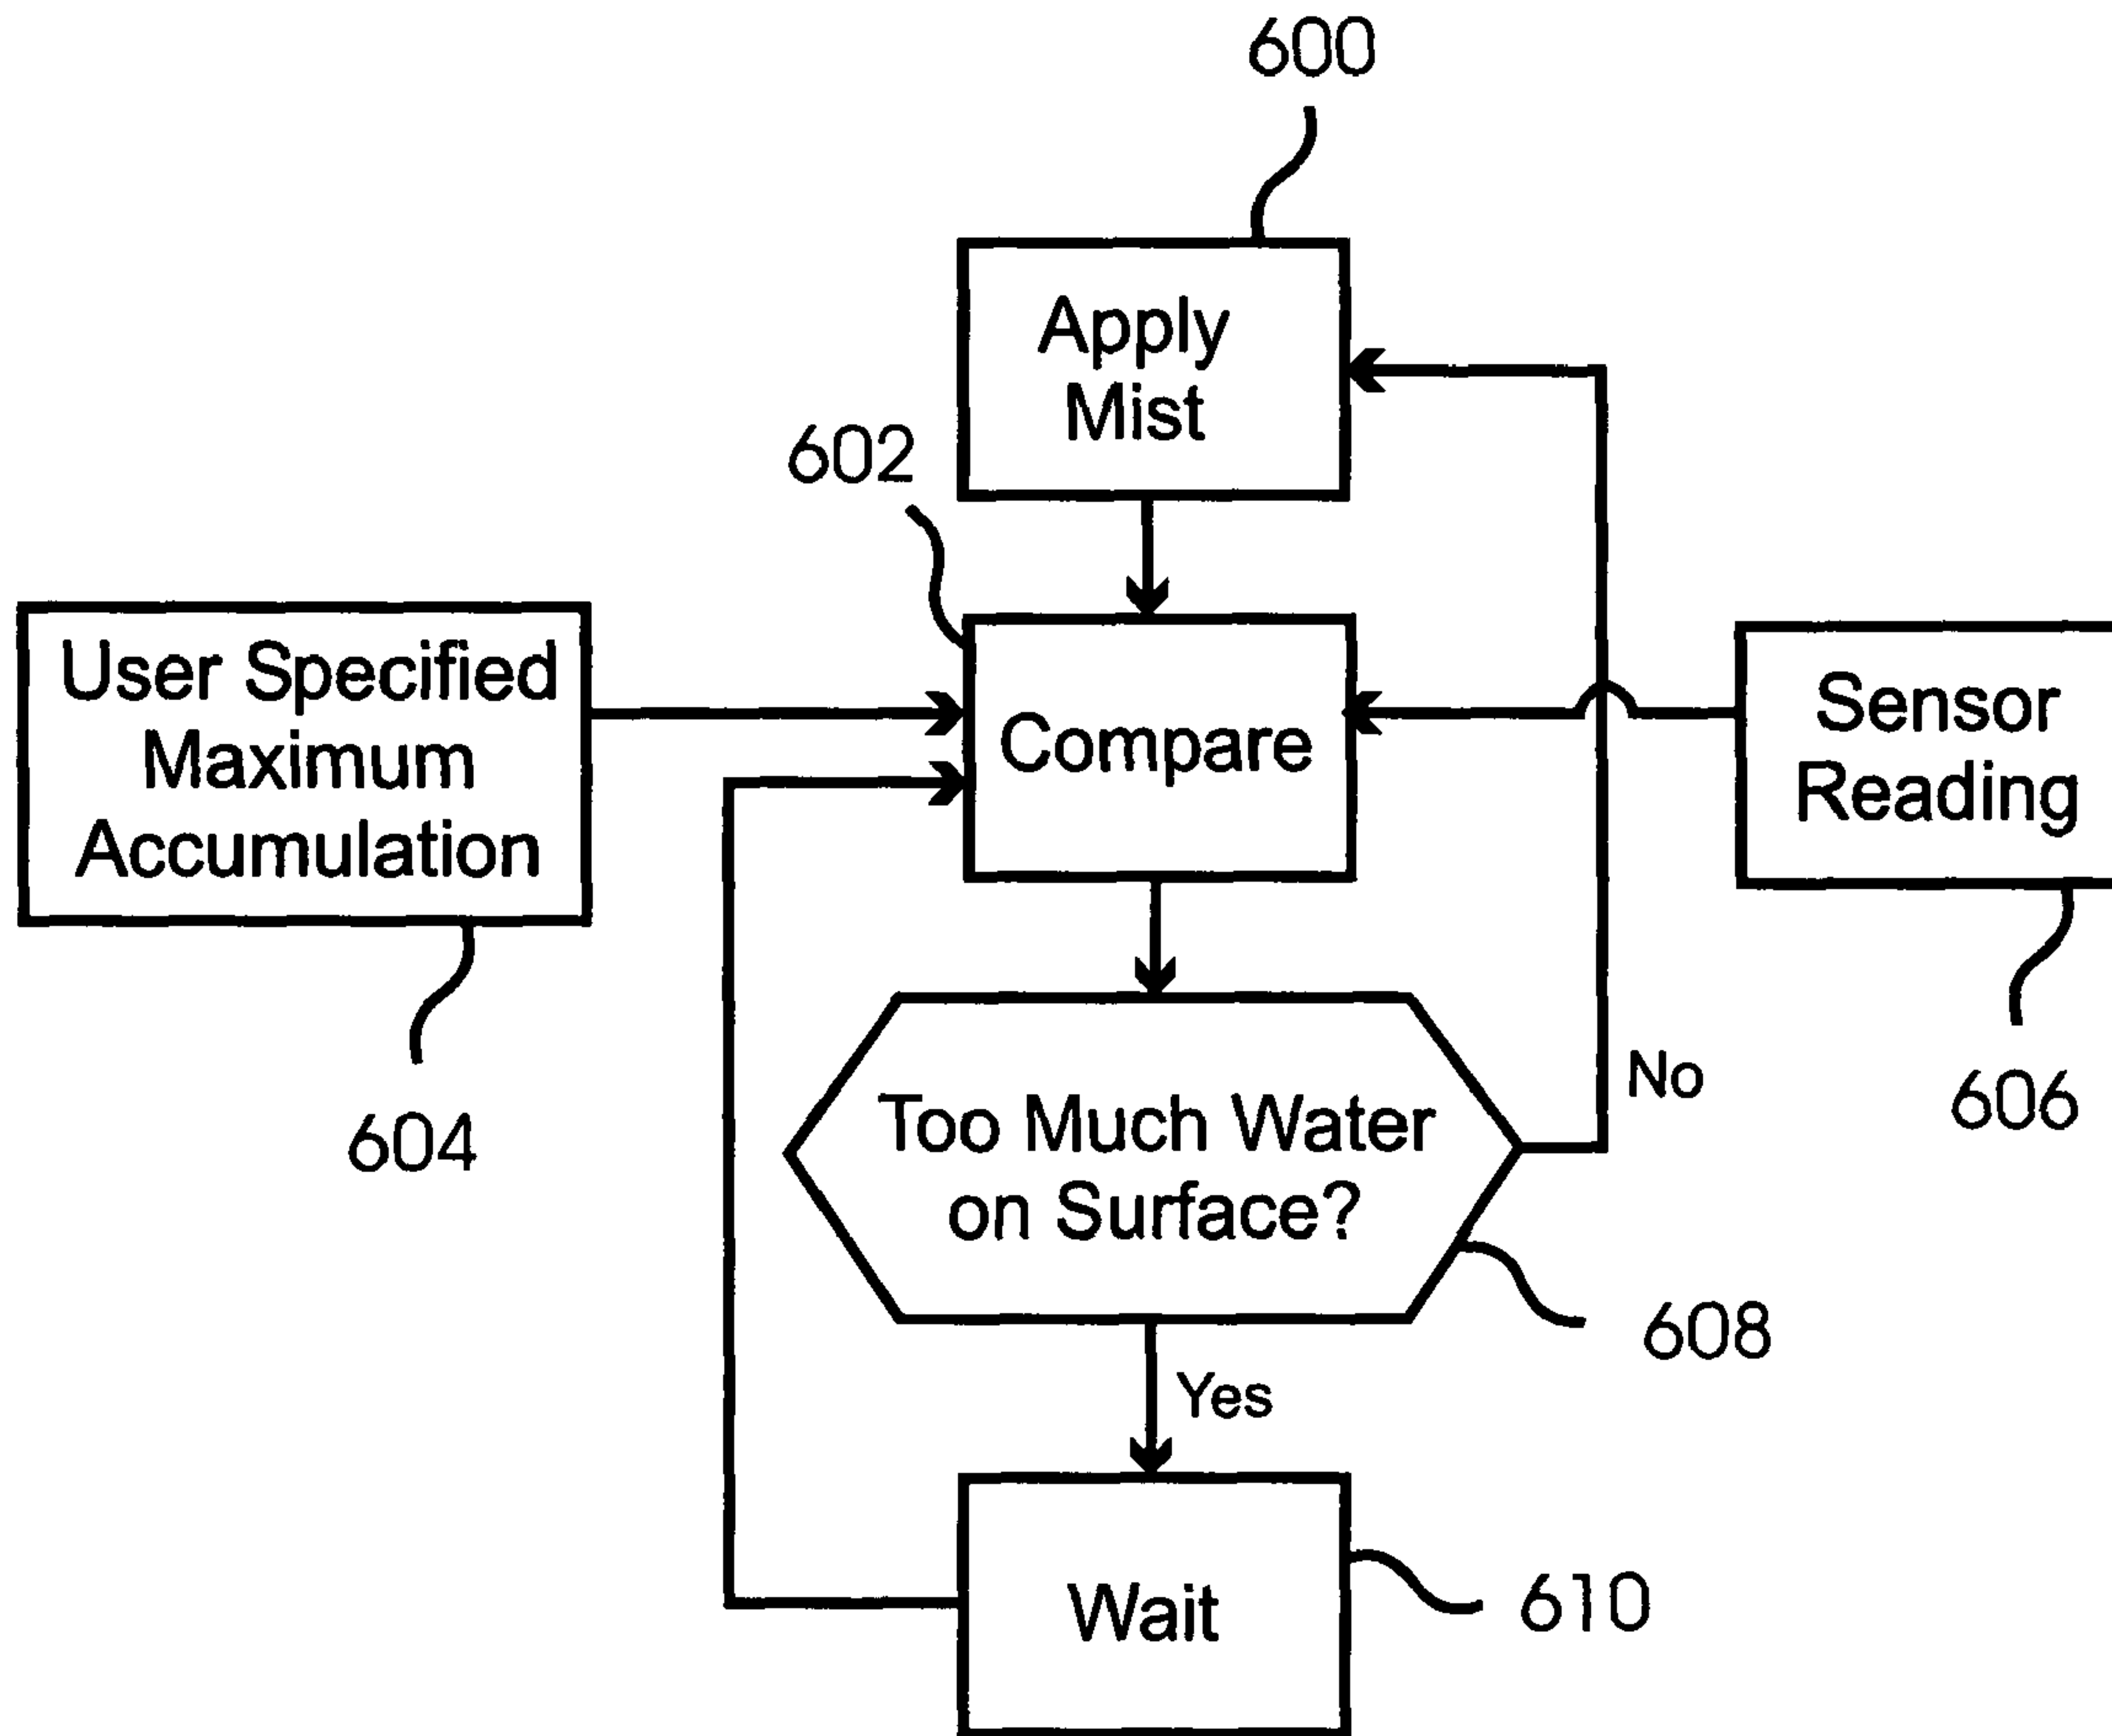 600
Apply
Mist
602
User Specified
Maximum
Accumulation
Compare
Sensor
Reading
604
606
No
Too Much Water
on Surface?
608
Yes
Wait
610